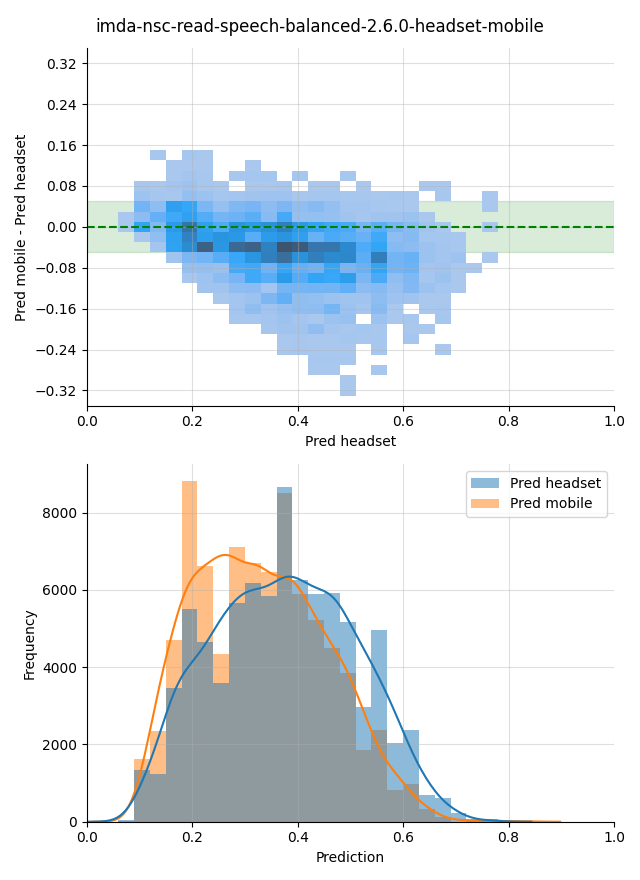 imda-nsc-read-speech-balanced-2.6.0-headset-mobile
0.32
0.24
0.16
0.08
0.00
−0.08
−0.16
−0.24
−0.32
Pred mobile - Pred headset
0.0 0.2 0.4 0.6 0.8 1.0
Pred headset
Pred headset
Pred mobile
8000
6000
4000
2000
0
Frequency
0.0 0.2 0.4 0.6 0.8 1.0
Prediction